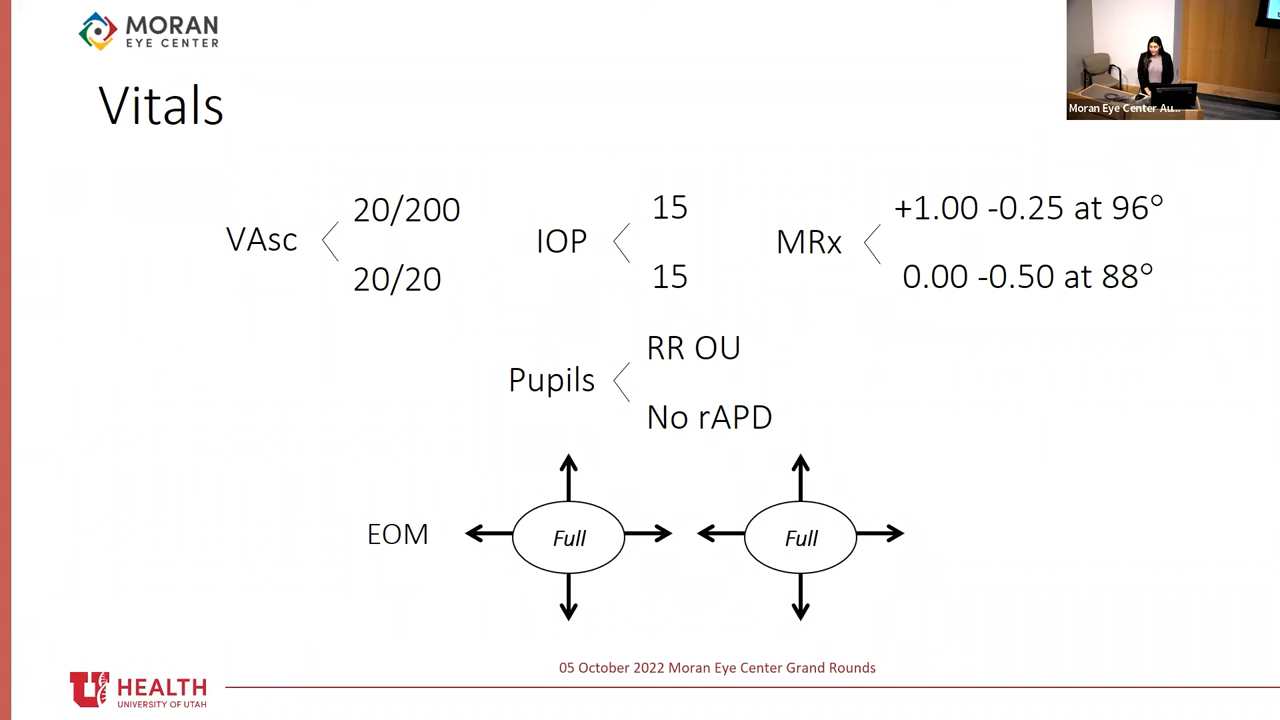 MORAN
EYE CENTER
Moran Eye Center Au...
Vitals
VAsc
20/200
20/20
IOP
15
15
MRx
+1.00 -0.25 at 96°
0.00 -0.50 at 88°
Pupils
RR OU
No rAPD
EOM
Full
Full
05 October 2022 Moran Eye Center Grand Rounds
U HEALTH
UNIVERSITY OF UTAH